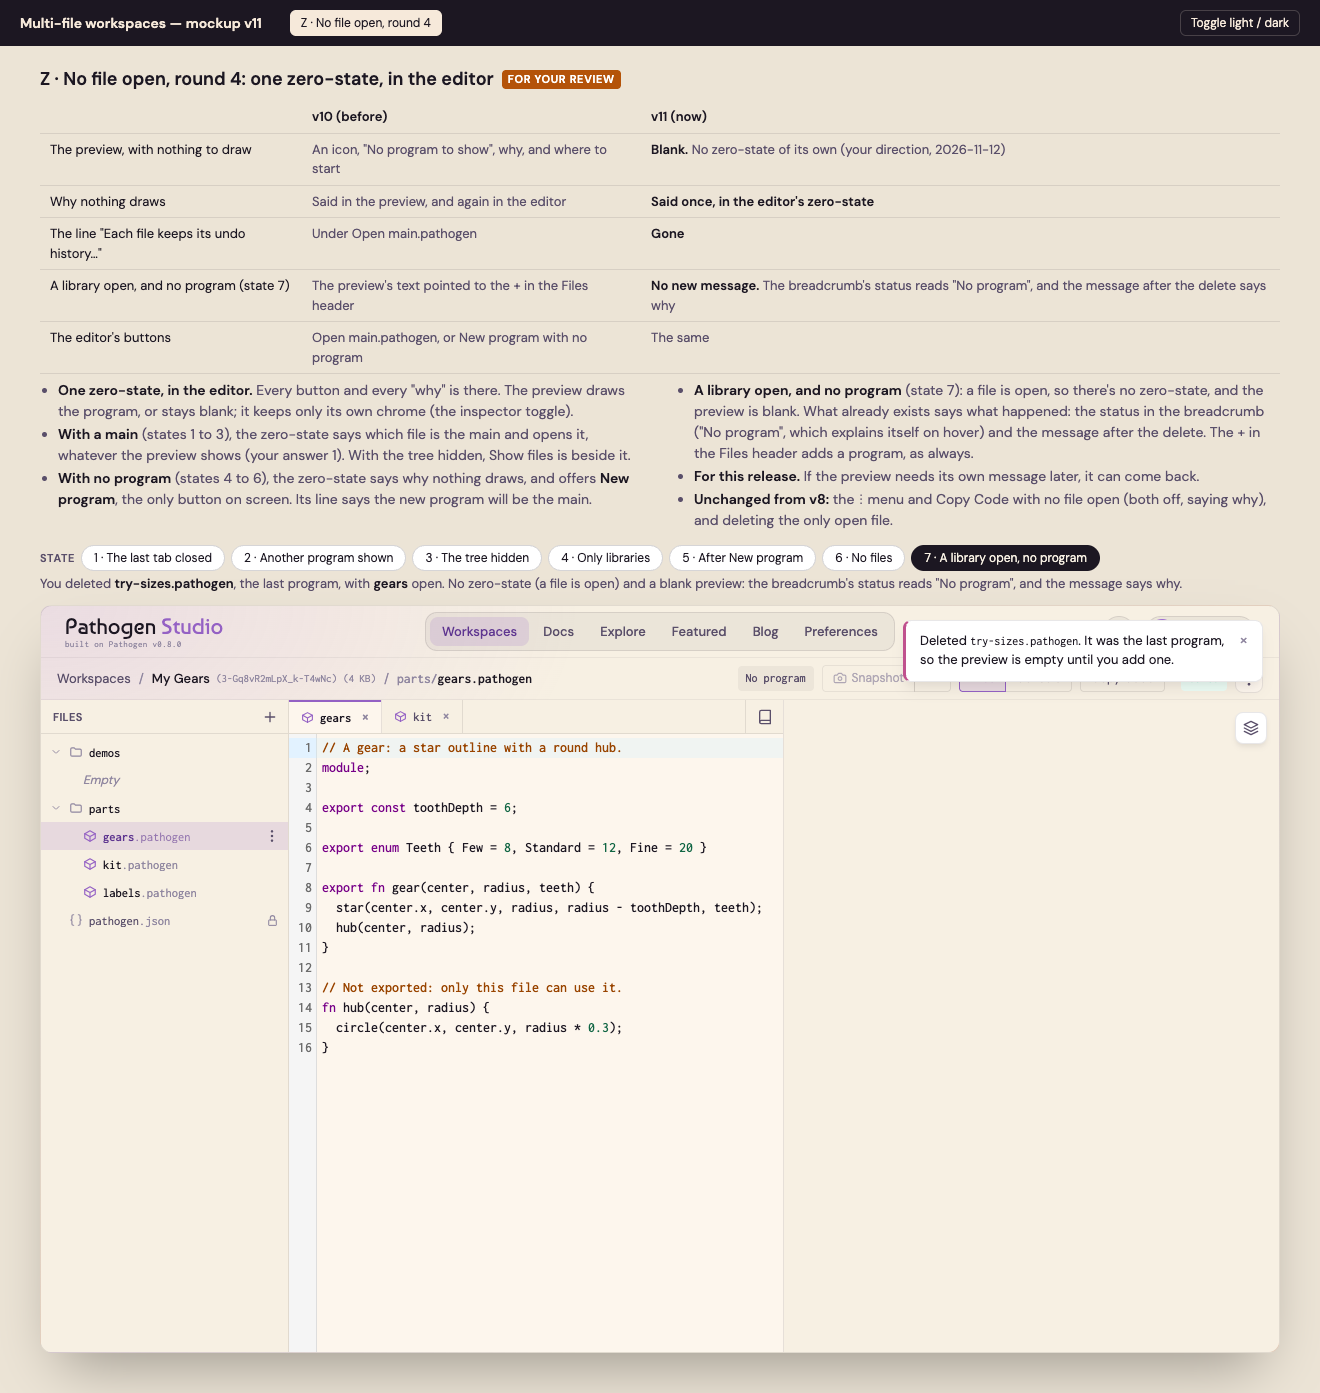 Multi-file workspaces — mockup v11
Z · No file open, round 4
Toggle light / dark
Z · No file open, round 4: one zero-state, in the editor
FOR YOUR REVIEW
v10 (before)
v11 (now)
The preview, with nothing to draw
An icon, "No program to show", why, and where to
start
Blank. No zero-state of its own (your direction, 2026-11-12)
Why nothing draws
Said in the preview, and again in the editor
Said once, in the editor's zero-state
The line "Each file keeps its undo
history…"
Under Open main.pathogen
Gone
A library open, and no program (state 7)
The preview's text pointed to the + in the Files
header
No new message. The breadcrumb's status reads "No program", and the message after the delete says
why
The editor's buttons
Open main.pathogen, or New program with no
program
The same
One zero-state, in the editor. Every button and every "why" is there. The preview draws
the program, or stays blank; it keeps only its own chrome (the inspector toggle).
With a main (states 1 to 3), the zero-state says which file is the main and opens it,
whatever the preview shows (your answer 1). With the tree hidden, Show files is beside it.
With no program (states 4 to 6), the zero-state says why nothing draws, and offers New
program, the only button on screen. Its line says the new program will be the main.
A library open, and no program (state 7): a file is open, so there's no zero-state, and the
preview is blank. What already exists says what happened: the status in the breadcrumb
("No program", which explains itself on hover) and the message after the delete. The + in
the Files header adds a program, as always.
For this release. If the preview needs its own message later, it can come back.
Unchanged from v8: the ⋮ menu and Copy Code with no file open (both off, saying why),
and deleting the only open file.
STATE
1 · The last tab closed
2 · Another program shown
3 · The tree hidden
4 · Only libraries
5 · After New program
6 · No files
7 · A library open, no program
You deleted try-sizes.pathogen, the last program, with gears open. No zero-state (a file is open) and a blank preview: the breadcrumb's status reads "No program", and the message says why.
Pathogen Studio
built on Pathogen v0.8.0
Workspaces
Docs
Explore
Featured
Blog
Preferences
Deleted try-sizes.pathogen. It was the last program,
so the preview is empty until you add one.
×
Workspaces / My Gears (3-Gq8vR2mLpX_k-T4wNc) (4 KB) / parts/gears.pathogen
No program
Snapshot
FILES
+
demos
Empty
parts
gears.pathogen
kit.pathogen
labels.pathogen
{} pathogen.json
gears ×
kit ×
1 // A gear: a star outline with a round hub.
2 module;
3
4 export const toothDepth = 6;
5
6 export enum Teeth { Few = 8, Standard = 12, Fine = 20 }
7
8 export fn gear(center, radius, teeth) {
9 star(center.x, center.y, radius, radius - toothDepth, teeth);
10 hub(center, radius);
11 }
12
13 // Not exported: only this file can use it.
14 fn hub(center, radius) {
15 circle(center.x, center.y, radius * 0.3);
16 }